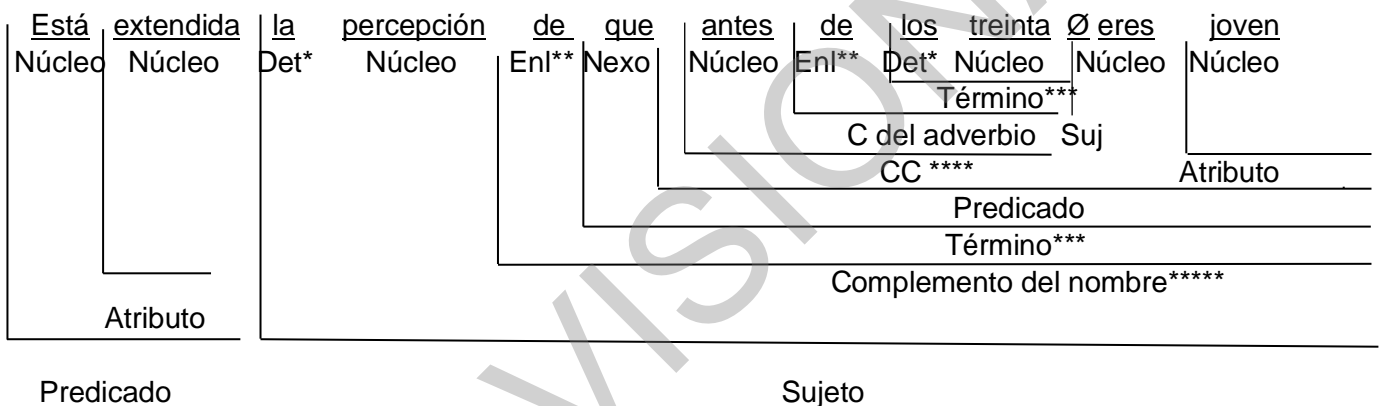 Está extendida la percepción de que antes de los treinta Ø eres joven
Núcleo Núcleo Det* Núcleo Enl** Nexo Núcleo Enl** Det* Núcleo Núcleo Núcleo
Término***
C del adverbio Suj
CC **** Atributo
Predicado
Término***
Complemento del nombre*****
Atributo
Predicado Sujeto